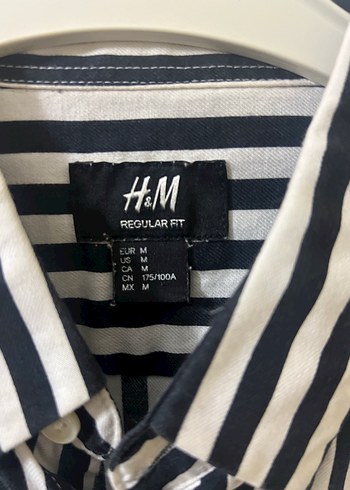 H&M
REGULAR FIT
EUR M
US M
CA M
CN 175/100A
MX M